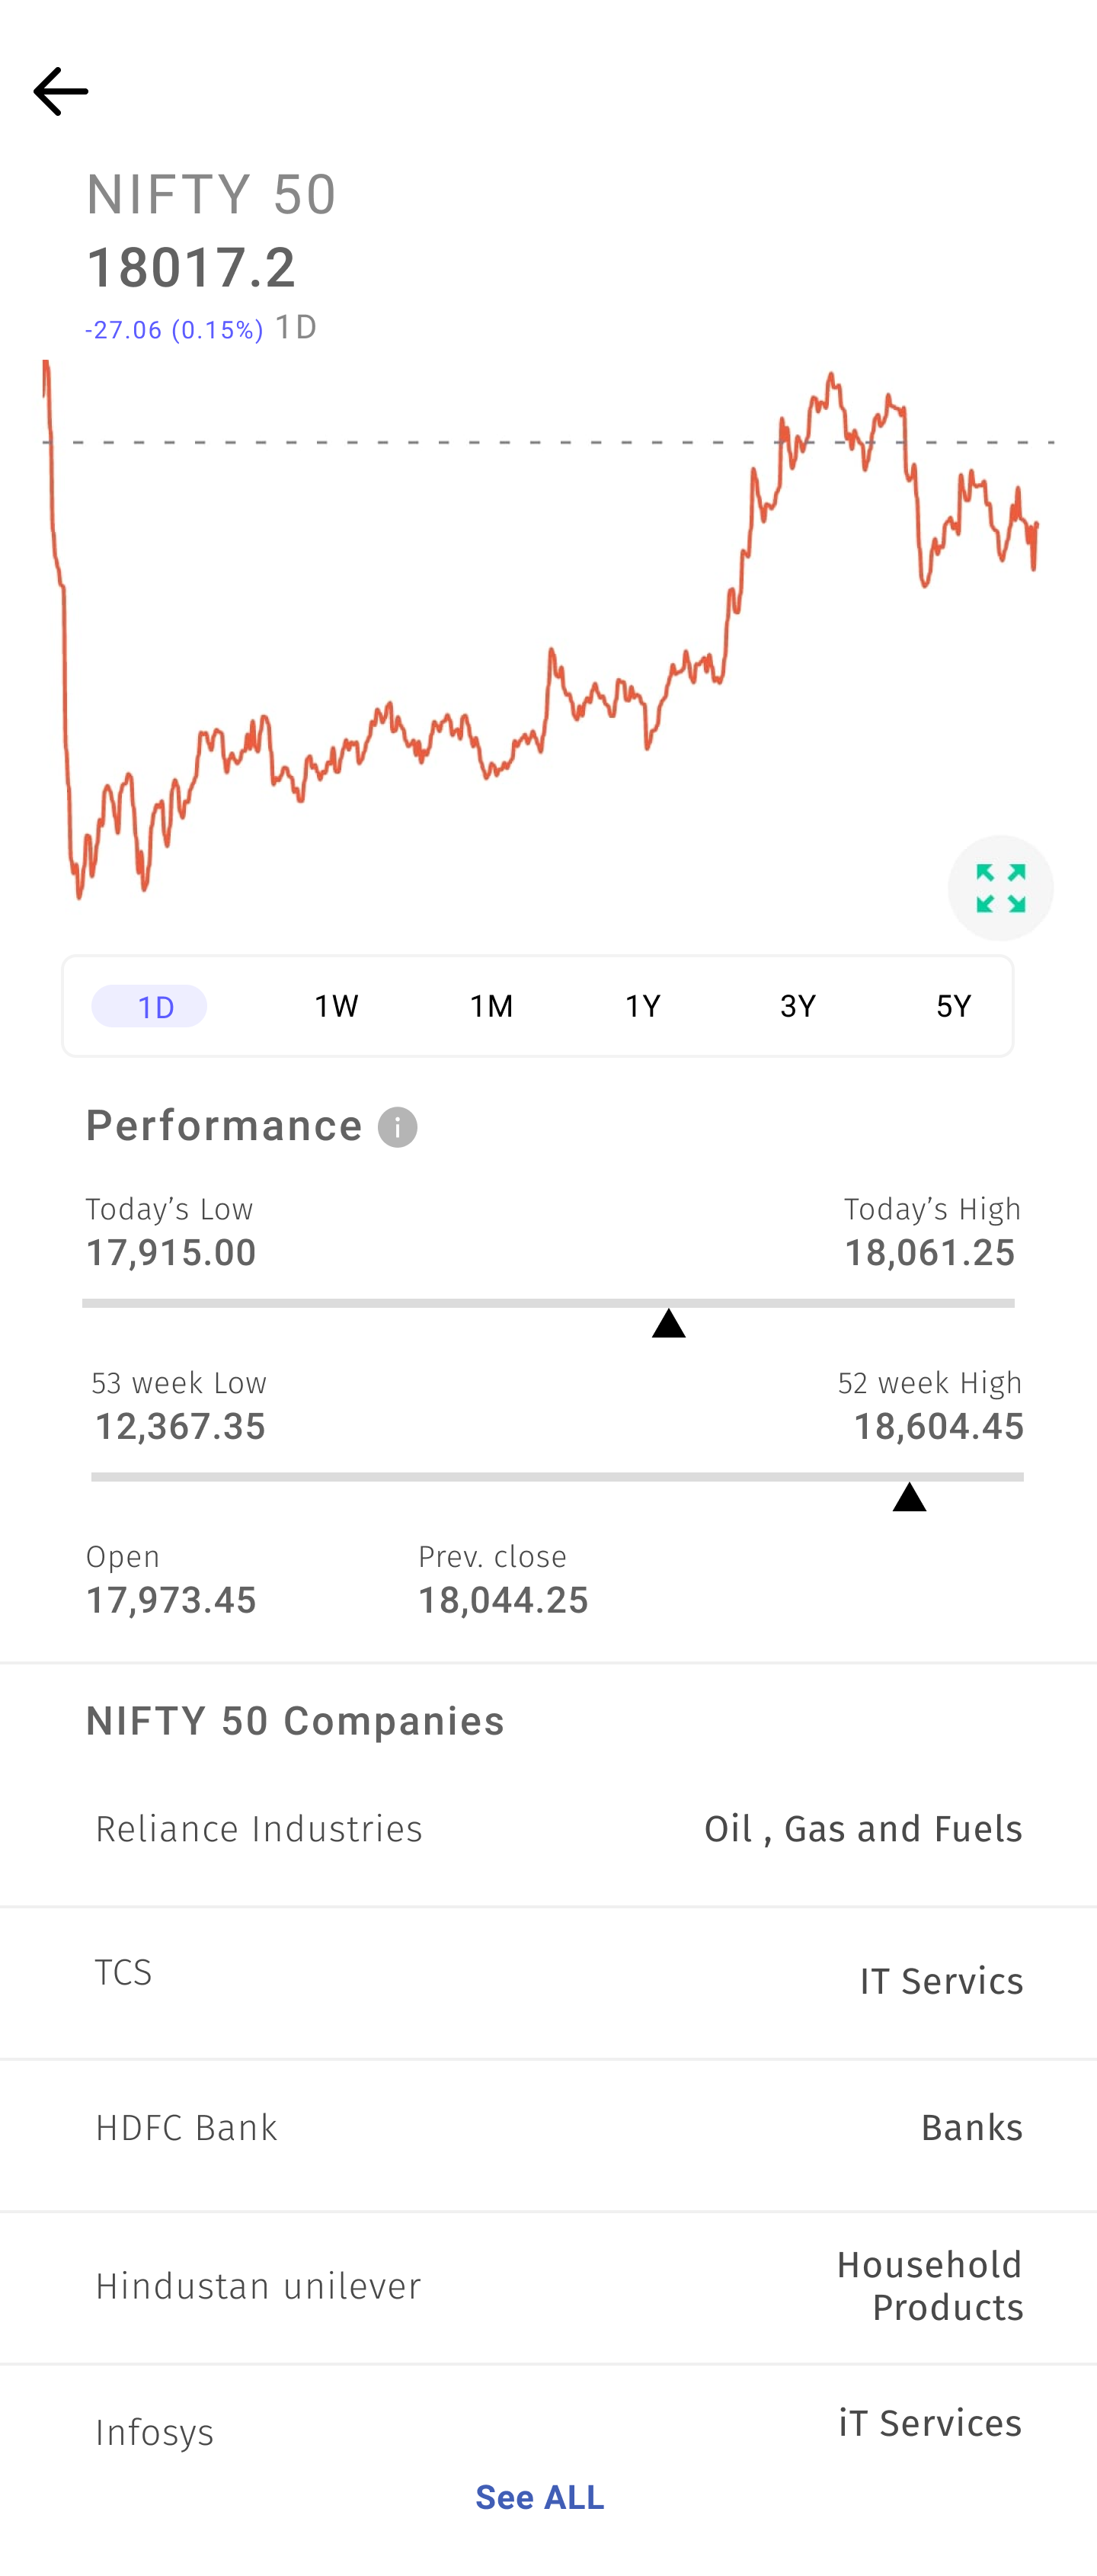 NIFTY 50
18017.2
-27.06 (0.15%) 1D
1D 1W 1M 1Y 3Y 5Y
Performance i
Today’s Low Today’s High
17,915.00 18,061.25
53 week Low 52 week High
12,367.35 18,604.45
Open Prev. close
17,973.45 18,044.25
NIFTY 50 Companies
Reliance Industries Oil , Gas and Fuels
TCS IT Servics
HDFC Bank Banks
Hindustan unilever Household
Products
Infosys iT Services
See ALL